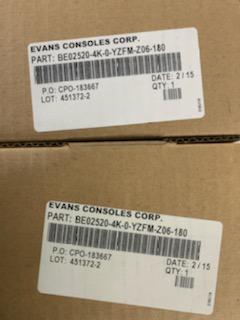 EVANS CONSOLES CORP.
PART: BE02520-4K-0-YZFM-Z06-180
P.O: CPO-183667
LOT: 451372-2
DATE: 2/15
QTY: 1
EVANS CONSOLES CORP.
PART: BE02520-4K-0-YZFM-Z06-180
P.O: CPO-183667
LOT: 451372-2
DATE: 2/15
QTY: 1